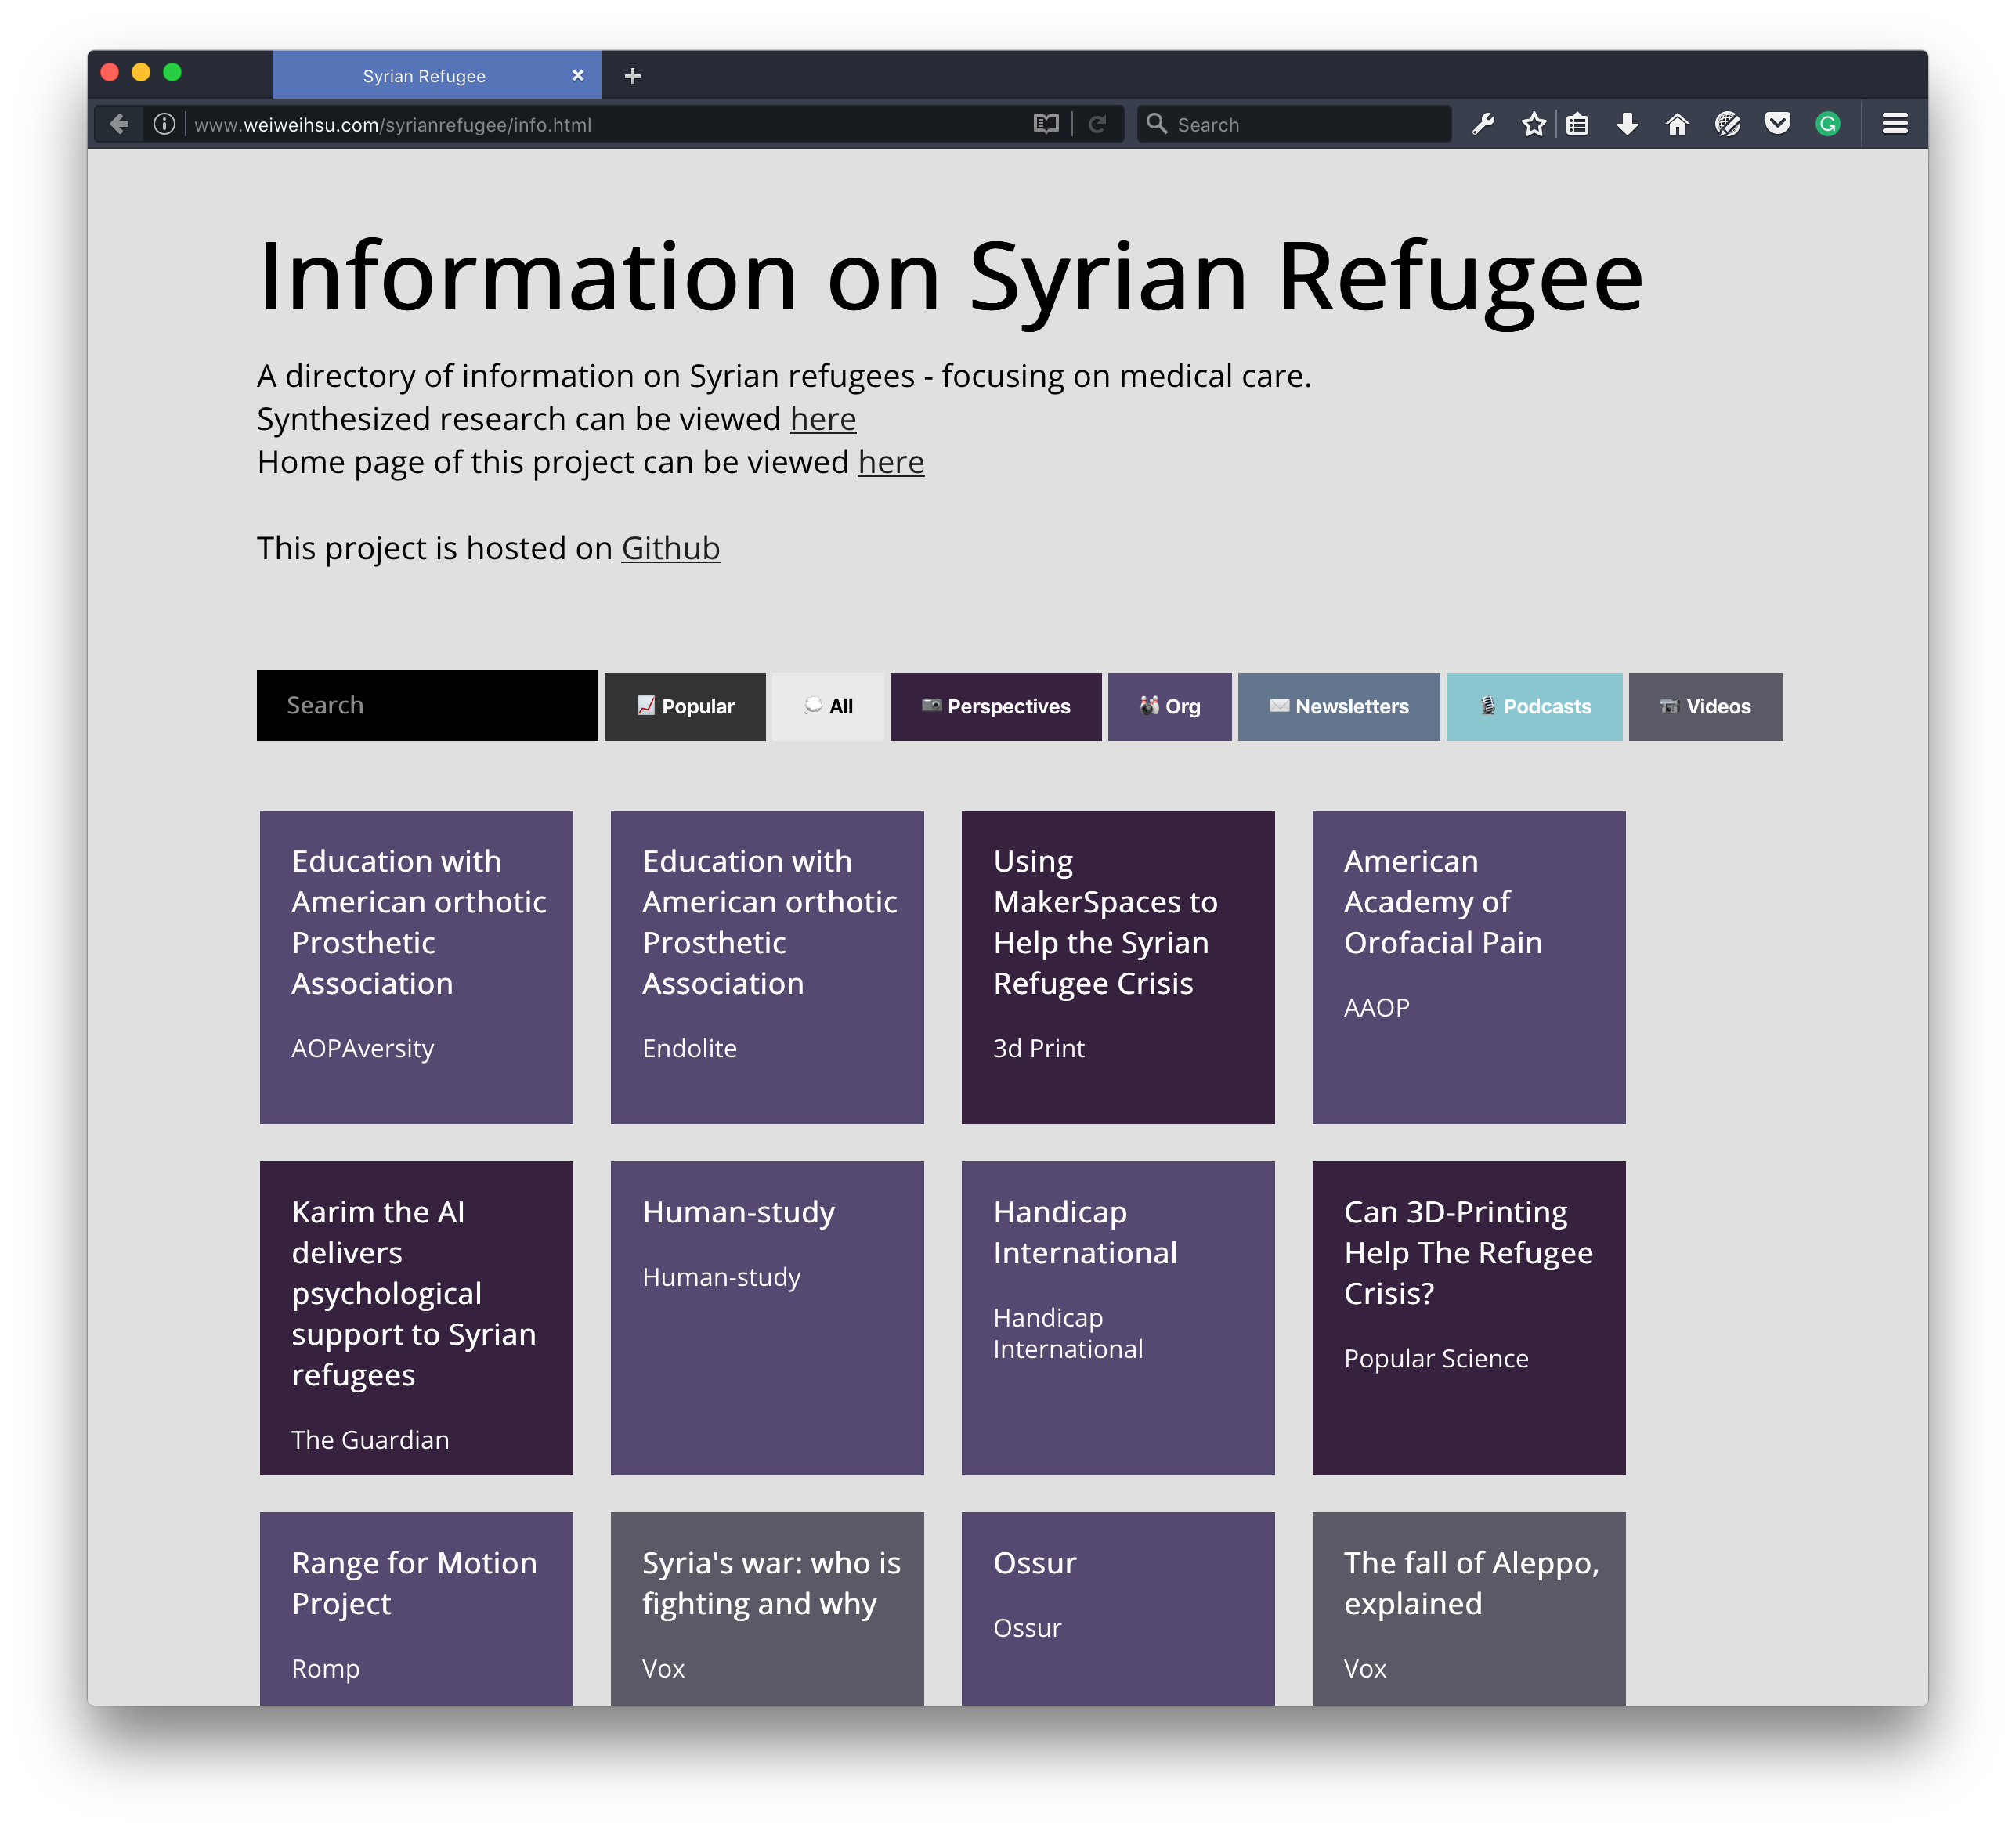 Syrian Refugee
www.weiweihsu.com/syrianrefugee/info.html
Search
Information on Syrian Refugee
A directory of information on Syrian refugees - focusing on medical care.
Synthesized research can be viewed here
Home page of this project can be viewed here
This project is hosted on Github
Search
Popular
All
Perspectives
Org
Newsletters
Podcasts
Videos
Education with
American orthotic
Prosthetic
Association
AOPAversity
Education with
American orthotic
Prosthetic
Association
Endolite
Using
MakerSpaces to
Help the Syrian
Refugee Crisis
3d Print
American
Academy of
Orofacial Pain
AAOP
Karim the AI
delivers
psychological
support to Syrian
refugees
The Guardian
Human-study
Human-study
Handicap
International
Handicap
International
Can 3D-Printing
Help The Refugee
Crisis?
Popular Science
Range for Motion
Project
Romp
Syria's war: who is
fighting and why
Vox
Ossur
Ossur
The fall of Aleppo,
explained
Vox